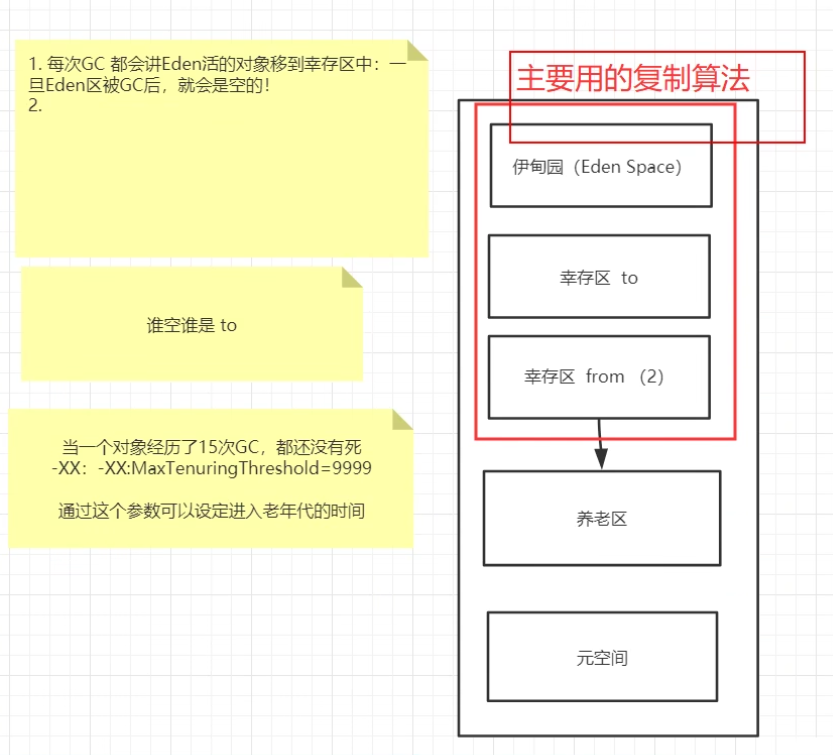 1. 每次GC 都会讲Eden活的对象移到幸存区中：一
旦Eden区被GC后，就会是空的！
2.
谁空谁是 to
当一个对象经历了15次GC，都还没有死
-XX：-XX:MaxTenuringThreshold=9999
通过这个参数可以设定进入老年代的时间
主要用的复制算法
伊甸园（Eden Space）
幸存区 to
幸存区 from （2）
养老区
元空间